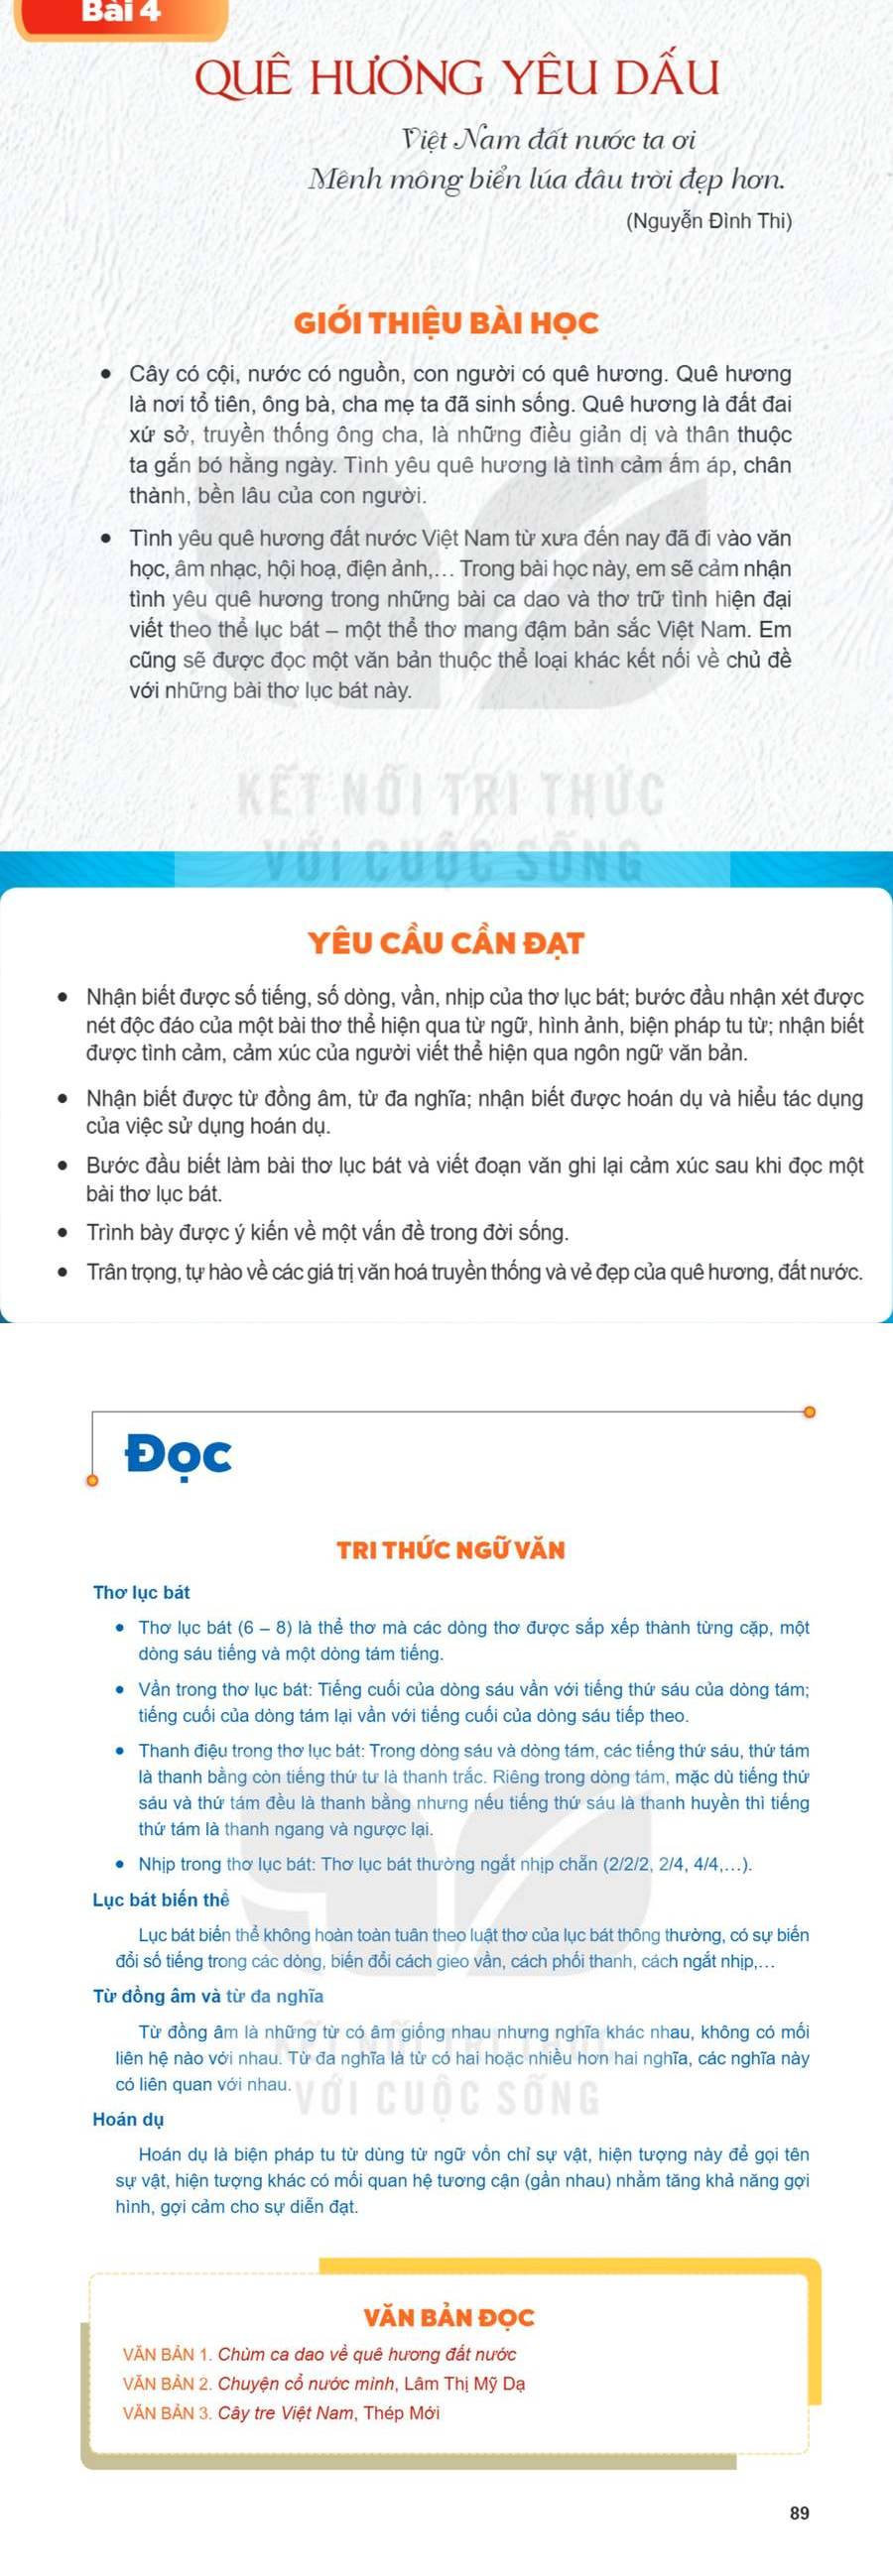 Bài 4
QUÊ HƯƠNG YÊU DẤU
Việt Nam đất nước ta ơi
Mênh mông biển lúa đâu trời đẹp hơn.
(Nguyễn Đình Thi)
GIỚI THIỆU BÀI HỌC
• Cây có cội, nước có nguồn, con người có quê hương. Quê hương
là nơi tổ tiên, ông bà, cha mẹ ta đã sinh sống. Quê hương là đất đai
xứ sở, truyền thống ông cha, là những điều giản dị và thân thuộc
ta gắn bó hằng ngày. Tình yêu quê hương là tình cảm ấm áp, chân
thành, bền lâu của con người.
• Tình yêu quê hương đất nước Việt Nam từ xưa đến nay đã đi vào văn
học, âm nhạc, hội hoạ, điện ảnh,... Trong bài học này, em sẽ cảm nhận
tình yêu quê hương trong những bài ca dao và thơ trữ tình hiện đại
viết theo thể lục bát – một thể thơ mang đậm bản sắc Việt Nam. Em
cũng sẽ được đọc một văn bản thuộc thể loại khác kết nối về chủ đề
với những bài thơ lục bát này.
KẾT NỐI TRI THỨC
VỚI CUỘC SỐNG
YÊU CẦU CẦN ĐẠT
• Nhận biết được số tiếng, số dòng, vần, nhịp của thơ lục bát; bước đầu nhận xét được
nét độc đáo của một bài thơ thể hiện qua từ ngữ, hình ảnh, biện pháp tu từ; nhận biết
được tình cảm, cảm xúc của người viết thể hiện qua ngôn ngữ văn bản.
• Nhận biết được từ đồng âm, từ đa nghĩa; nhận biết được hoán dụ và hiểu tác dụng
của việc sử dụng hoán dụ.
• Bước đầu biết làm bài thơ lục bát và viết đoạn văn ghi lại cảm xúc sau khi đọc một
bài thơ lục bát.
• Trình bày được ý kiến về một vấn đề trong đời sống.
• Trân trọng, tự hào về các giá trị văn hoá truyền thống và vẻ đẹp của quê hương, đất nước.
Đọc
TRI THỨC NGỮ VĂN
Thơ lục bát
• Thơ lục bát (6 – 8) là thể thơ mà các dòng thơ được sắp xếp thành từng cặp, một
dòng sáu tiếng và một dòng tám tiếng.
• Vần trong thơ lục bát: Tiếng cuối của dòng sáu vần với tiếng thứ sáu của dòng tám;
tiếng cuối của dòng tám lại vần với tiếng cuối của dòng sáu tiếp theo.
• Thanh điệu trong thơ lục bát: Trong dòng sáu và dòng tám, các tiếng thứ sáu, thứ tám
là thanh bằng còn tiếng thứ tư là thanh trắc. Riêng trong dòng tám, mặc dù tiếng thứ
sáu và thứ tám đều là thanh bằng nhưng nếu tiếng thứ sáu là thanh huyền thì tiếng
thứ tám là thanh ngang và ngược lại.
• Nhịp trong thơ lục bát: Thơ lục bát thường ngắt nhịp chẵn (2/2/2, 2/4, 4/4,...).
Lục bát biến thể
Lục bát biến thể không hoàn toàn tuân theo luật thơ của lục bát thông thường, có sự biến
đổi số tiếng trong các dòng, biến đổi cách gieo vần, cách phối thanh, cách ngắt nhịp,...
Từ đồng âm và từ đa nghĩa
Từ đồng âm là những từ có âm giống nhau nhưng nghĩa khác nhau, không có mối
liên hệ nào với nhau. Từ đa nghĩa là từ có hai hoặc nhiều hơn hai nghĩa, các nghĩa này
có liên quan với nhau.
KẾT NỐI TRI THỨC
VỚI CUỘC SỐNG
Hoán dụ
Hoán dụ là biện pháp tu từ dùng từ ngữ vốn chỉ sự vật, hiện tượng này để gọi tên
sự vật, hiện tượng khác có mối quan hệ tương cận (gần nhau) nhằm tăng khả năng gợi
hình, gợi cảm cho sự diễn đạt.
VĂN BẢN ĐỌC
VĂN BẢN 1. Chùm ca dao về quê hương đất nước
VĂN BẢN 2. Chuyện cổ nước mình, Lâm Thị Mỹ Dạ
VĂN BẢN 3. Cây tre Việt Nam, Thép Mới
89